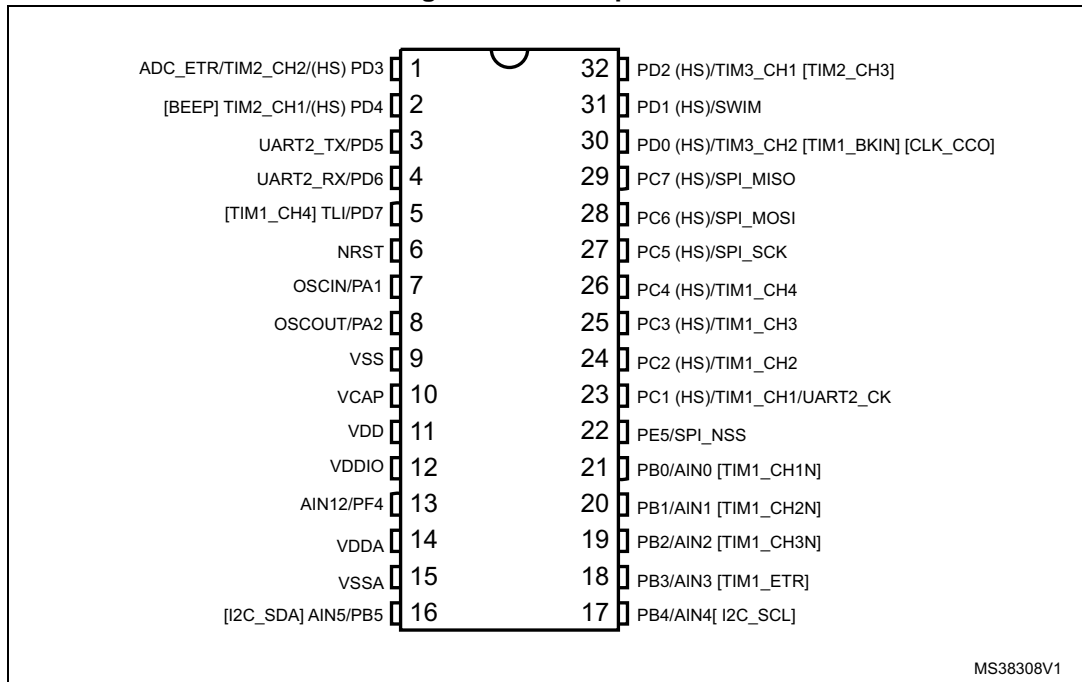 ADC_ETR/TIM2_CH2/(HS) PD3 1 32 PD2 (HS)/TIM3_CH1 [TIM2_CH3]
[BEEP] TIM2_CH1/(HS) PD4 2 31 PD1 (HS)/SWIM
UART2_TX/PD5 3 30 PD0 (HS)/TIM3_CH2 [TIM1_BKIN] [CLK_CCO]
UART2_RX/PD6 4 29 PC7 (HS)/SPI_MISO
[TIM1_CH4] TLI/PD7 5 28 PC6 (HS)/SPI_MOSI
NRST 6 27 PC5 (HS)/SPI_SCK
OSCIN/PA1 7 26 PC4 (HS)/TIM1_CH4
OSCOUT/PA2 8 25 PC3 (HS)/TIM1_CH3
VSS 9 24 PC2 (HS)/TIM1_CH2
VCAP 10 23 PC1 (HS)/TIM1_CH1/UART2_CK
VDD 11 22 PE5/SPI_NSS
VDDIO 12 21 PB0/AIN0 [TIM1_CH1N]
AIN12/PF4 13 20 PB1/AIN1 [TIM1_CH2N]
VDDA 14 19 PB2/AIN2 [TIM1_CH3N]
VSSA 15 18 PB3/AIN3 [TIM1_ETR]
[I2C_SDA] AIN5/PB5 16 17 PB4/AIN4[ I2C_SCL]
MS38308V1